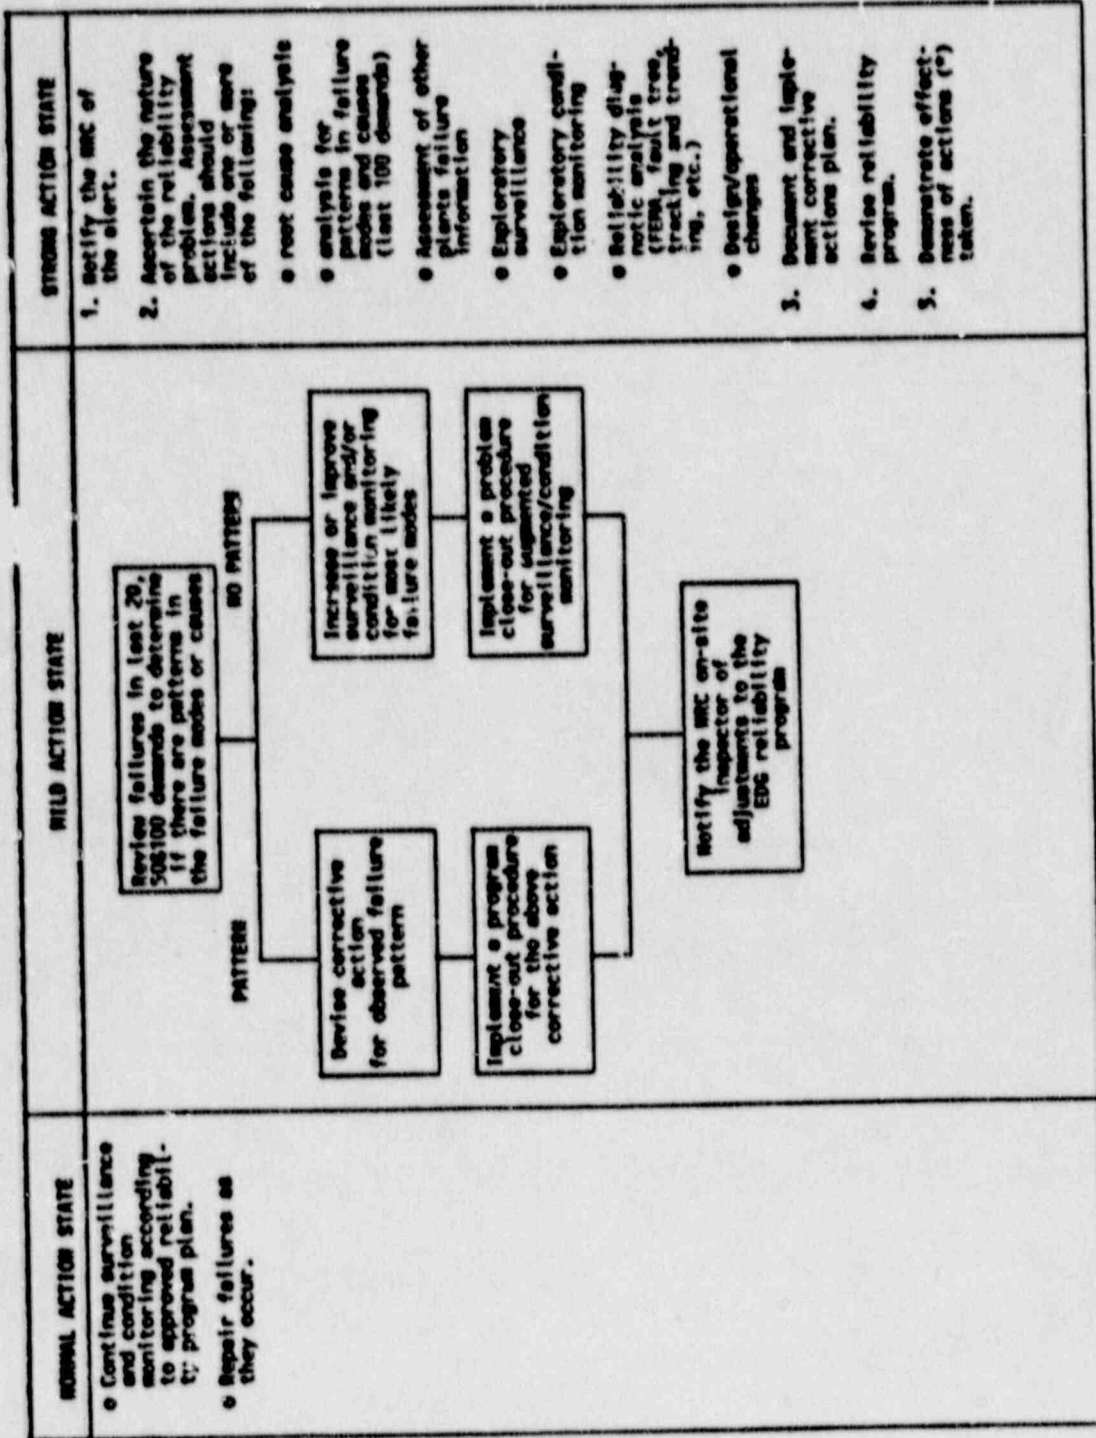 NORMAL ACTION STATE
o Continue surveillance
and condition
monitoring according
to approved reliabil-
ty program plan.
o Repair failures as
they occur.
MILD ACTION STATE
Review failures in last 20,
50&100 demands to determine
if there are patterns in
the failure modes or causes
PATTERN
NO PATTERN
Devise corrective
action
for observed failure
pattern
Implement a program
close-out procedure
for the above
corrective action
Increase or improve
surveillance and/or
condition monitoring
for most likely
failure modes
Implement a problem
close-out procedure
for augmented
surveillance/condition
monitoring
Notify the NRC on-site
inspector of
adjustments to the
EDG reliability
program
STRONG ACTION STATE
1. Notify the NRC of
the alert.
2. Ascertain the nature
of the reliability
problem. Assessment
actions should
include one or more
of the following:
o root cause analysis
o analysis for
patterns in failure
modes and causes
(last 100 demands)
o Assessment of other
plants failure
information
o Exploratory
surveillance
o Exploratory condi-
tion monitoring
o Reliability diag-
nostic analysis
(FEMA, fault tree,
tracking and trend-
ing, etc.)
o Design/operational
changes
3. Document and imple-
ment corrective
actions plan.
4. Revise reliability
program.
5. Demonstrate effect-
ness of actions (*)
taken.